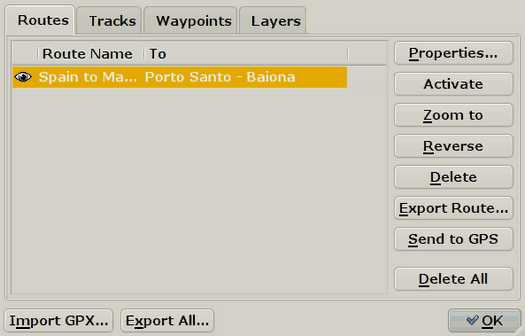 Routes Tracks Waypoints Layers
Route Name To
Spain to Ma... Porto Santo - Baiona
Properties...
Activate
Zoom to
Reverse
Delete
Export Route...
Send to GPS
Delete All
Import GPX... Export All... OK